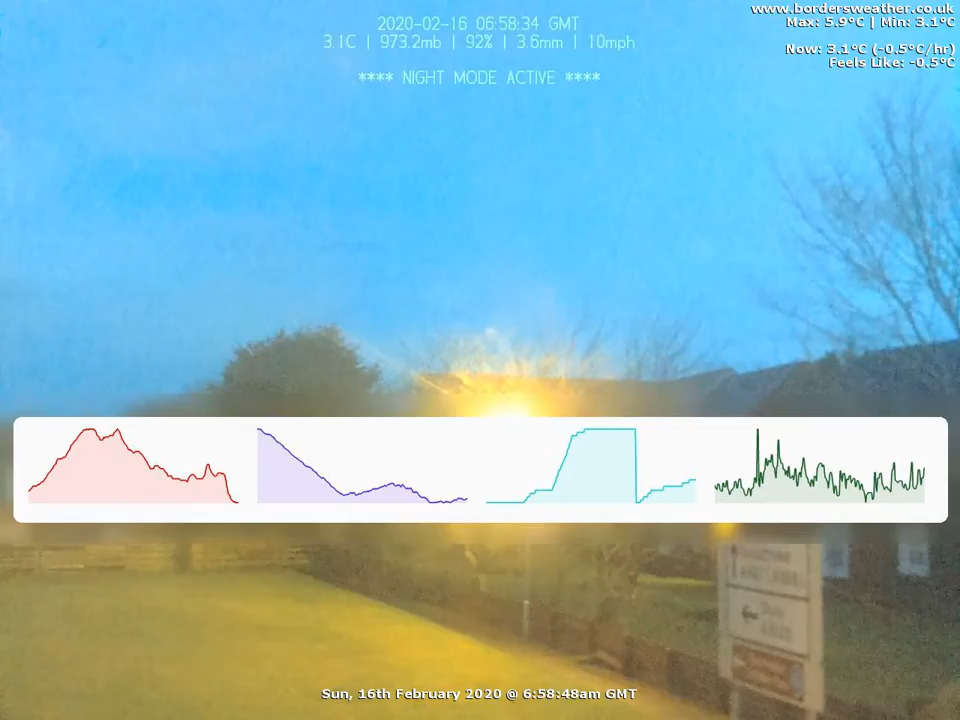 www.bordersweather.co.uk
2020-02-16 06:58:34 GMT
Max: 5.9°C | Min: 3.1°C
3.1C | 973.2mb | 92% | 3.6mm | 10mph
Now: 3.1°C (-0.5°C/hr)
Feels Like: -0.5°C
**** NIGHT MODE ACTIVE ****
Sun, 16th February 2020 @ 6:58:48am GMT